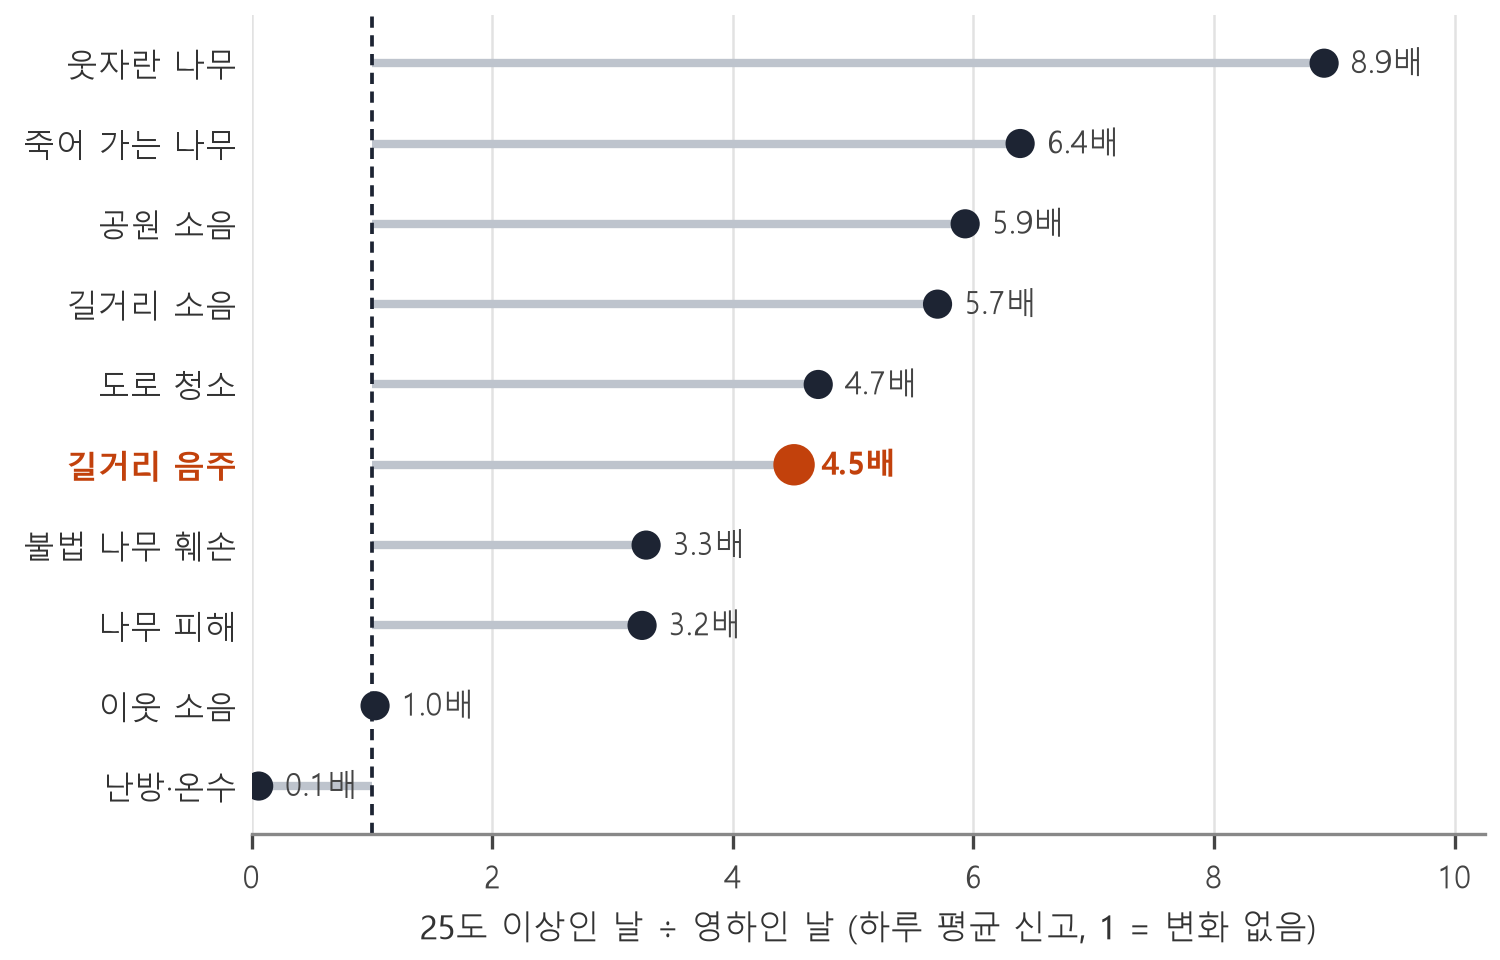 웃자란 나무 8.9배
죽어 가는 나무 6.4배
공원 소음 5.9배
길거리 소음 5.7배
도로 청소 4.7배
길거리 음주 4.5배
불법 나무 훼손 3.3배
나무 피해 3.2배
이웃 소음 1.0배
난방·온수 0.1배
0 2 4 6 8 10
25도 이상인 날 ÷ 영하인 날 (하루 평균 신고, 1 = 변화 없음)